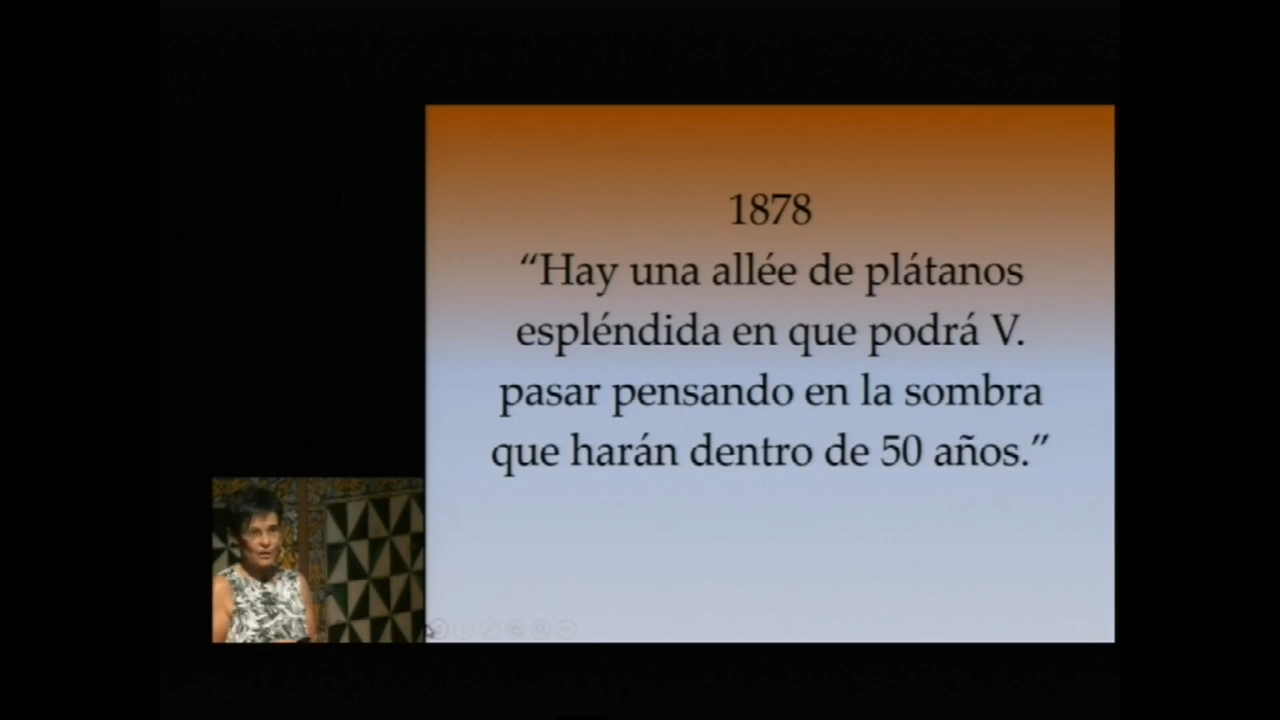 1878
“Hay una allée de plátanos
espléndida en que podrá V.
pasar pensando en la sombra
que harán dentro de 50 años.”